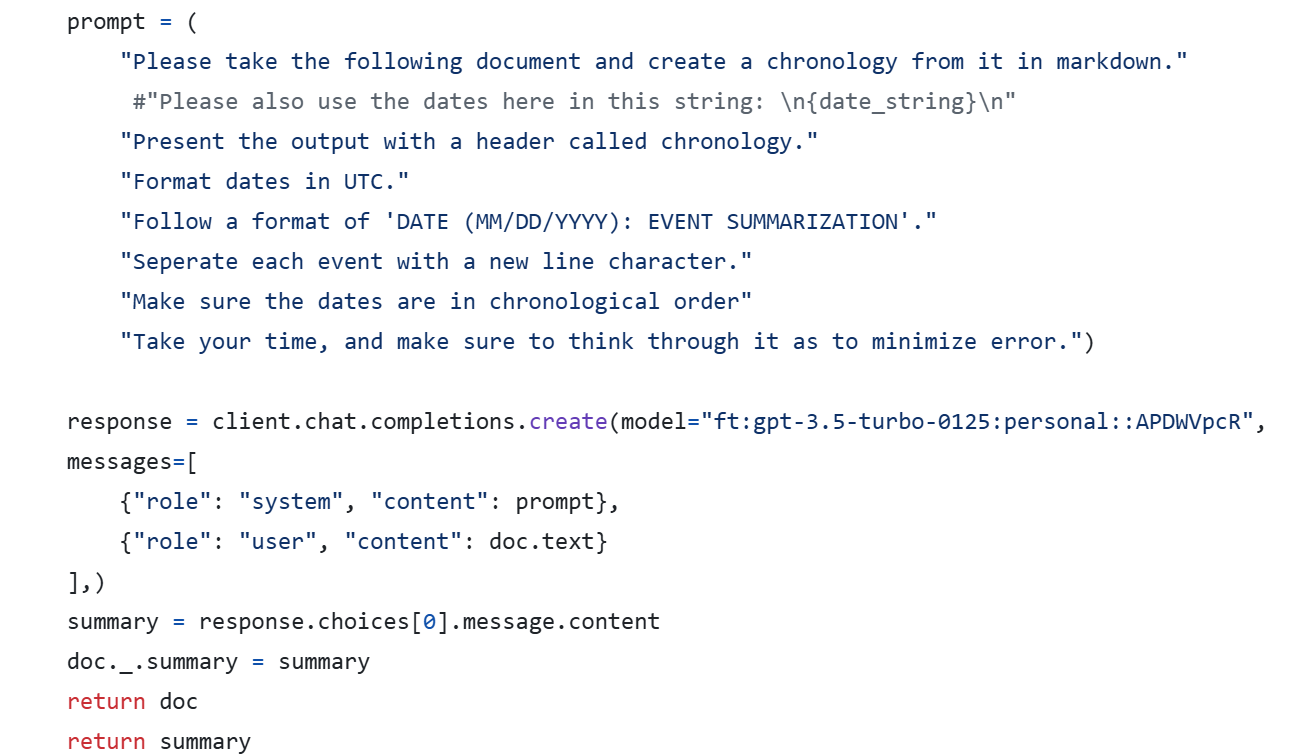 prompt = (
    "Please take the following document and create a chronology from it in markdown."
     #"Please also use the dates here in this string: \n{date_string}\n"
    "Present the output with a header called chronology."
    "Format dates in UTC."
    "Follow a format of 'DATE (MM/DD/YYYY): EVENT SUMMARIZATION'."
    "Seperate each event with a new line character."
    "Make sure the dates are in chronological order"
    "Take your time, and make sure to think through it as to minimize error.")
response = client.chat.completions.create(model="ft:gpt-3.5-turbo-0125:personal::APDWVpcR",
messages=[
    {"role": "system", "content": prompt},
    {"role": "user", "content": doc.text}
],)
summary = response.choices[0].message.content
doc._.summary = summary
return doc
return summary